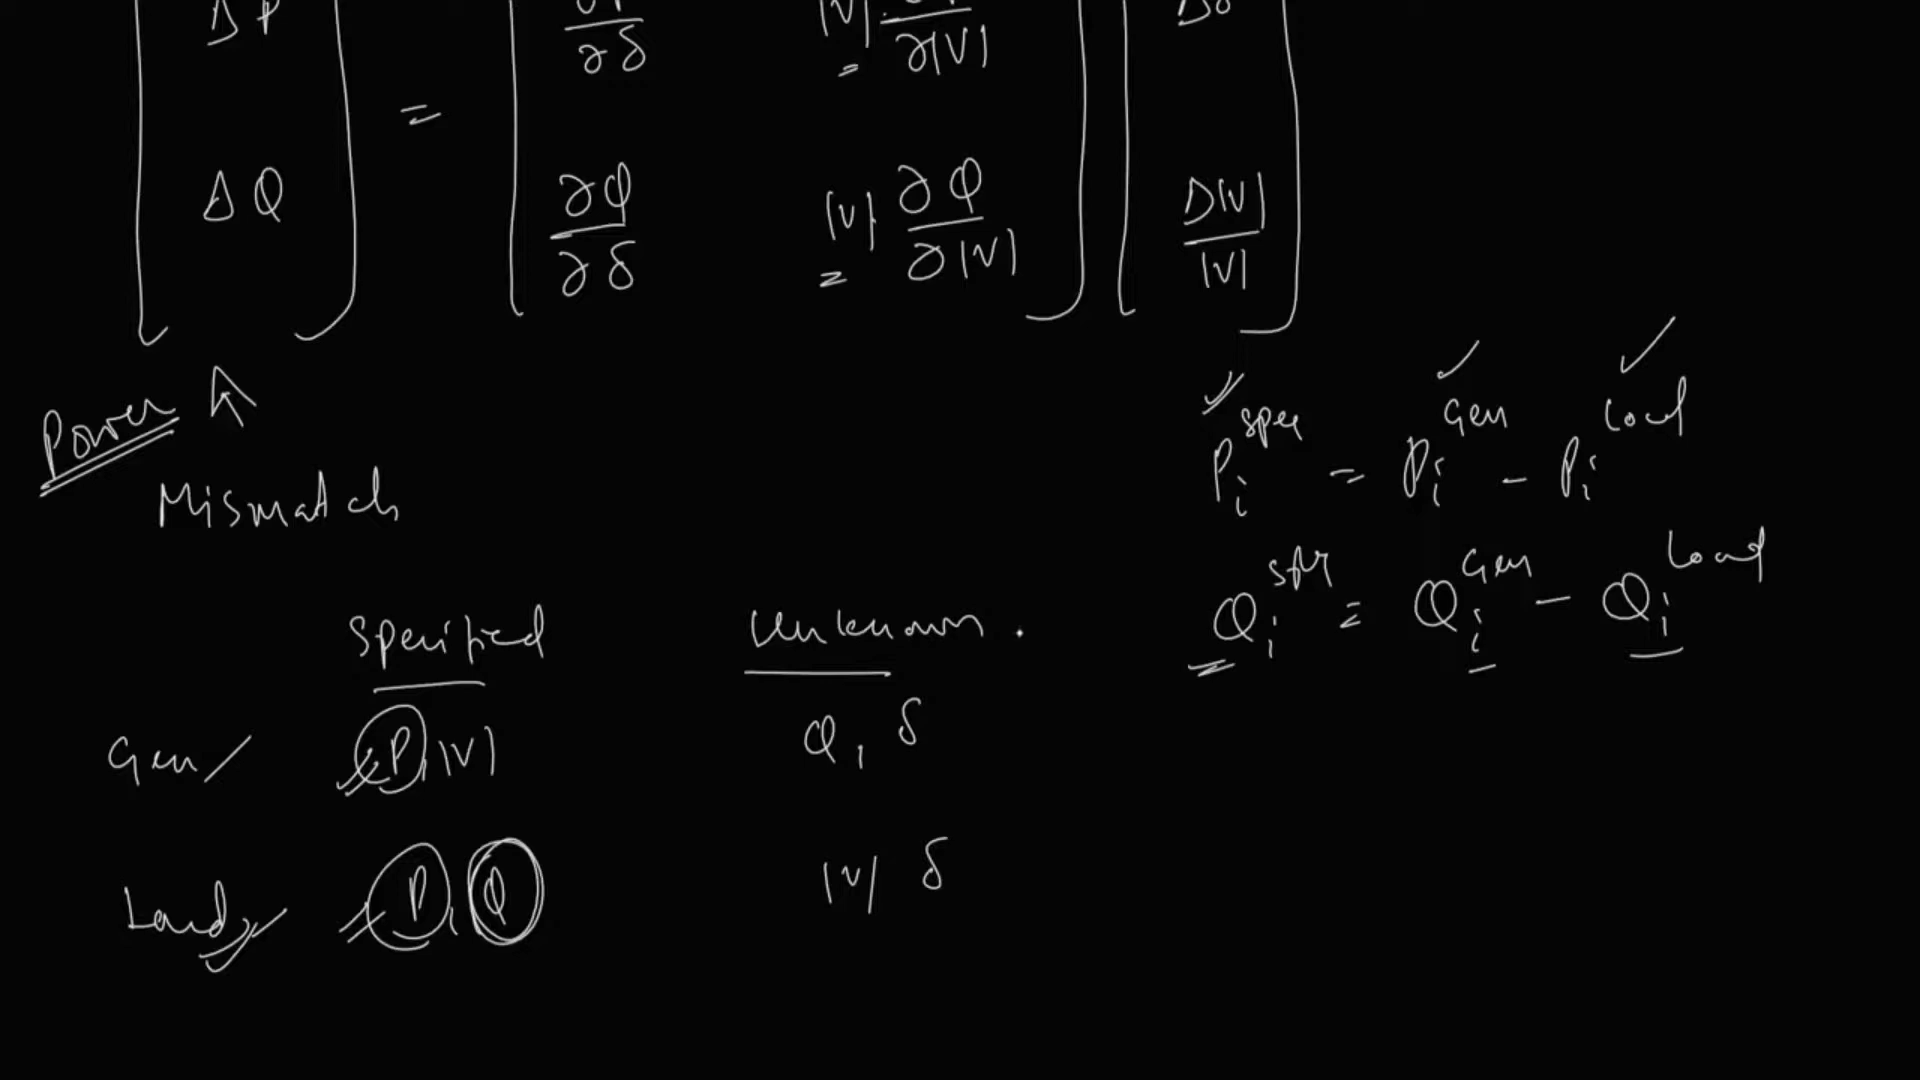 ΔP = ∂P/∂δ |V| ∂P/∂|V| Δδ
ΔQ ∂Q/∂δ |V| ∂Q/∂|V| Δ|V|/|V|
Power
Mismatch
P_i^spec = P_i^Gen - P_i^load
Q_i^spec = Q_i^Gen - Q_i^load
Specified Unknown.
Gen P, |V| Q, δ
Load P, Q |V| δ